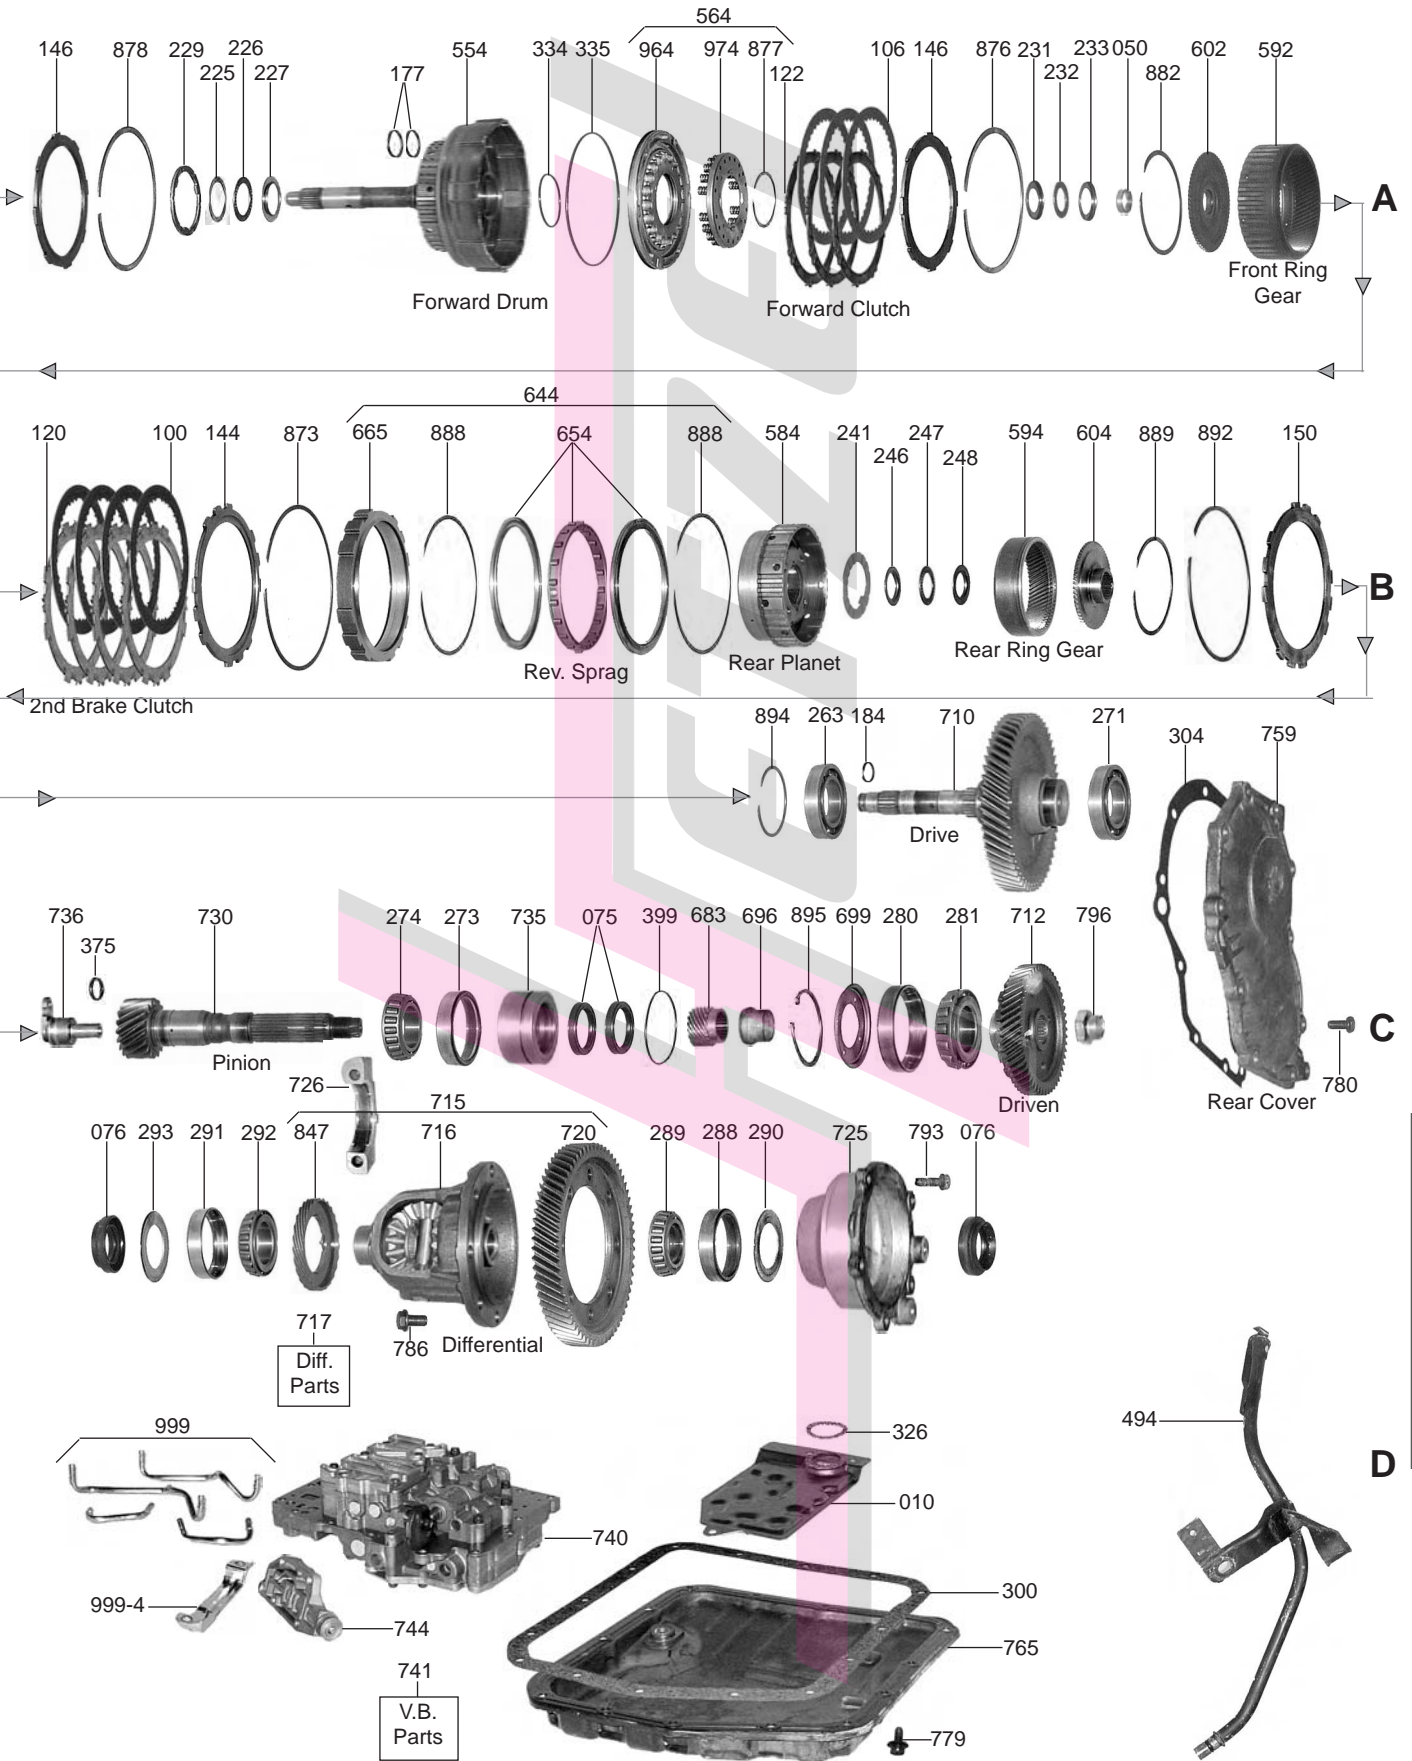 564
146 878 229 226 554 334 335 964 974 877 106 146 876 231 233 050 602 592
225 227 177 122 232 882
A
Forward Drum
Forward Clutch
Front Ring
Gear
644
120 100 144 873 665 888 654 888 584 241 247 594 604 889 892 150
246 248
B
Rev. Sprag
Rear Planet
Rear Ring Gear
2nd Brake Clutch
894 263 184 710 271 304 759
Drive
736 730 274 273 735 075 399 683 696 895 699 280 281 712 796
375
C
Pinion
726
780
Driven
Rear Cover
715
076 293 291 292 847 716 720 289 288 290 725 793 076
717
786
Differential
Diff.
Parts
999
326
494
D
010
740
999-4
300
744
765
741
V.B.
Parts
779